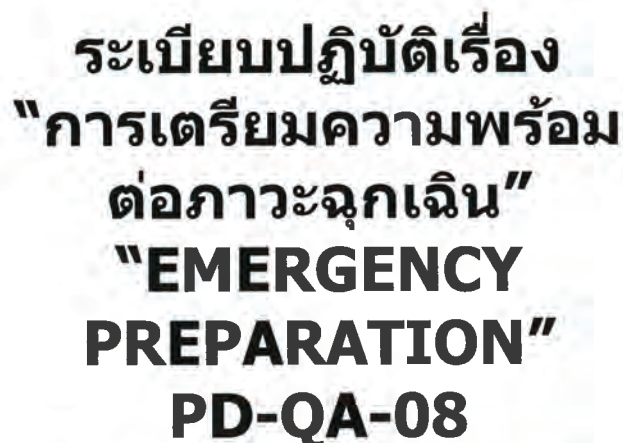 ระเบียบปฏิบัติเรื่อง
“การเตรียมความพร้อม
ต่อภาวะฉุกเฉิน”
“EMERGENCY
PREPARATION”
PD-QA-08